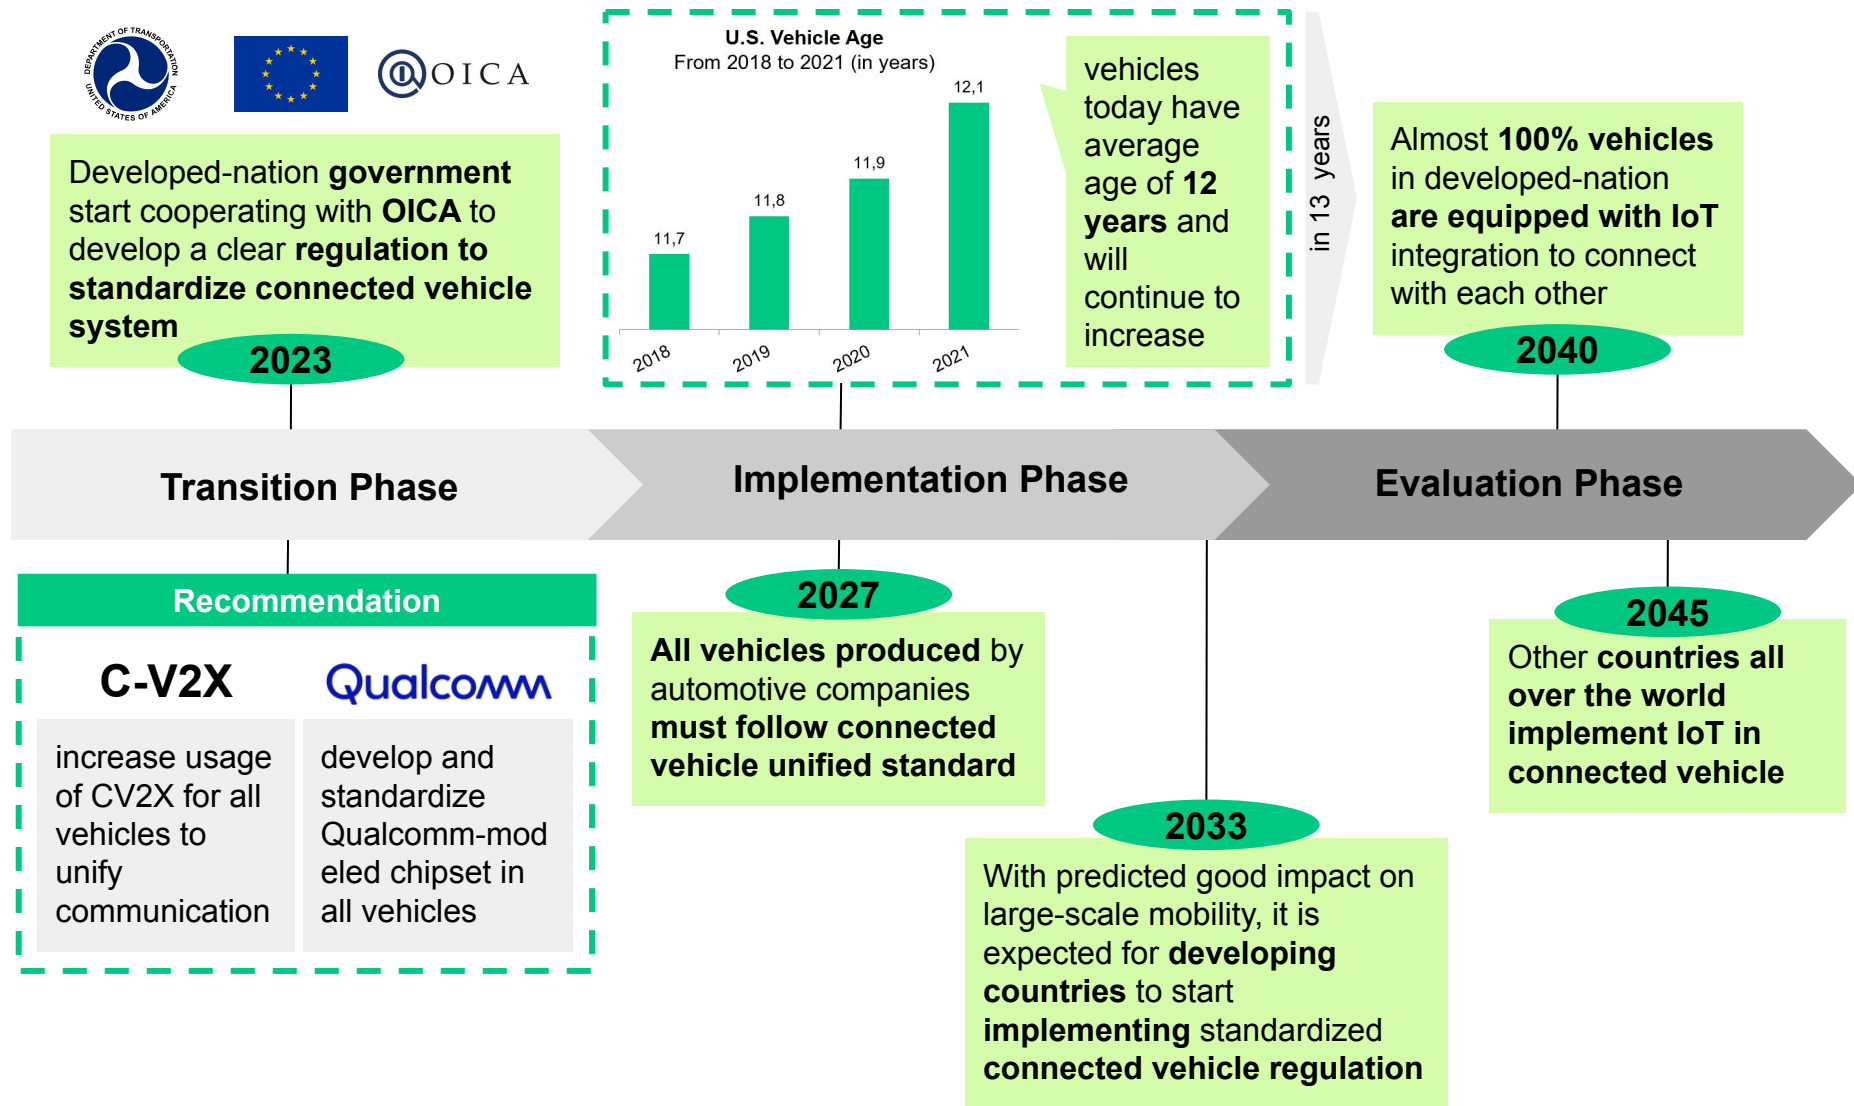 DEPARTMENT OF TRANSPORTATION
UNITED STATES OF AMERICA
OICA
Developed-nation government
start cooperating with OICA to
develop a clear regulation to
standardize connected vehicle
system
2023
U.S. Vehicle Age
From 2018 to 2021 (in years)
11,7
11,8
11,9
12,1
2018
2019
2020
2021
vehicles
today have
average
age of 12
years and
will
continue to
increase
in 13 years
Almost 100% vehicles
in developed-nation
are equipped with IoT
integration to connect
with each other
2040
Transition Phase
Implementation Phase
Evaluation Phase
Recommendation
C-V2X
increase usage
of CV2X for all
vehicles to
unify
communication
Qualcomm
develop and
standardize
Qualcomm-mod
eled chipset in
all vehicles
2027
All vehicles produced by
automotive companies
must follow connected
vehicle unified standard
2033
With predicted good impact on
large-scale mobility, it is
expected for developing
countries to start
implementing standardized
connected vehicle regulation
2045
Other countries all
over the world
implement IoT in
connected vehicle